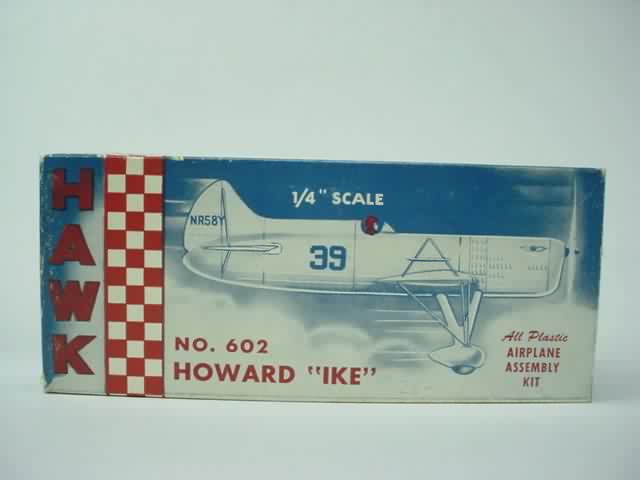 HAWK
1/4" SCALE
NR58Y
39
NO. 602
HOWARD "IKE"
All Plastic
AIRPLANE
ASSEMBLY
KIT